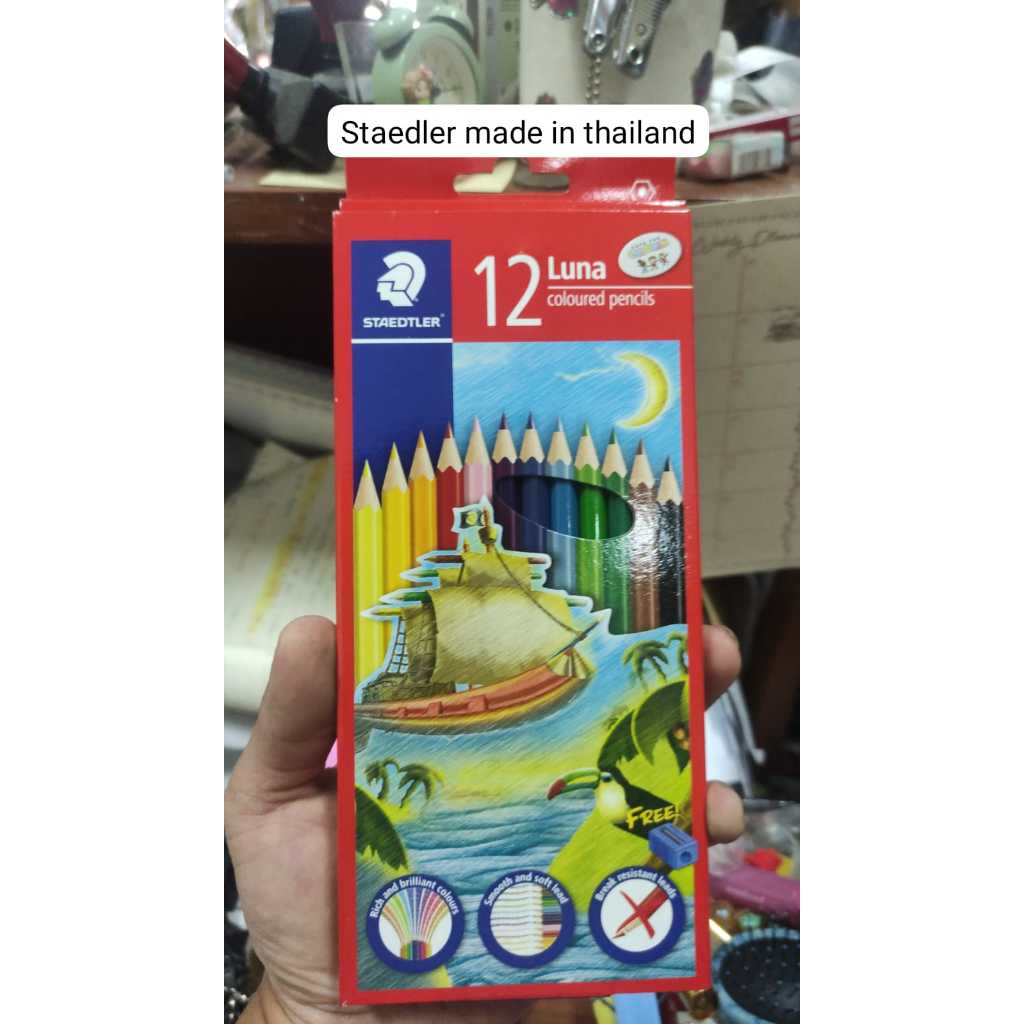 Staedler made in thailand
STAEDTLER®
12 Luna
coloured pencils
FREE!
Rich and brilliant colours
Smooth and soft lead
Break resistant leads